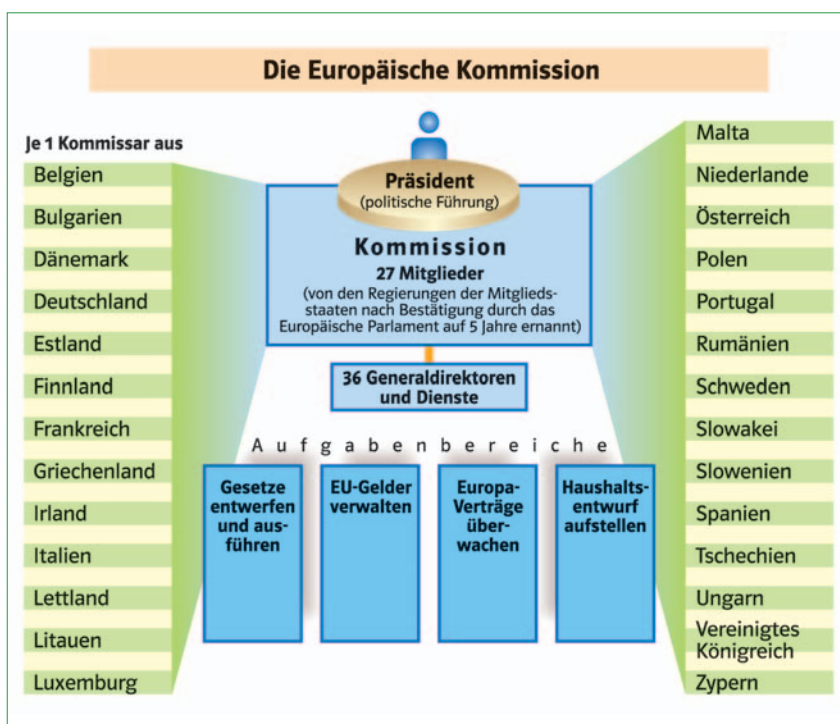 Die Europäische Kommission
Je 1 Kommissar aus
Belgien
Bulgarien
Dänemark
Deutschland
Estland
Finnland
Frankreich
Griechenland
Irland
Italien
Lettland
Litauen
Luxemburg
Präsident
(politische Führung)
Kommission
27 Mitglieder
(von den Regierungen der Mitglieds-
staaten nach Bestätigung durch das
Europäische Parlament auf 5 Jahre ernannt)
36 Generaldirektoren
und Dienste
Aufgabenbereiche
Gesetze
entwerfen
und aus-
führen
EU-Gelder
verwalten
Europa-
Verträge
über-
wachen
Haushalts-
entwurf
aufstellen
Malta
Niederlande
Österreich
Polen
Portugal
Rumänien
Schweden
Slowakei
Slowenien
Spanien
Tschechien
Ungarn
Vereinigtes
Königreich
Zypern